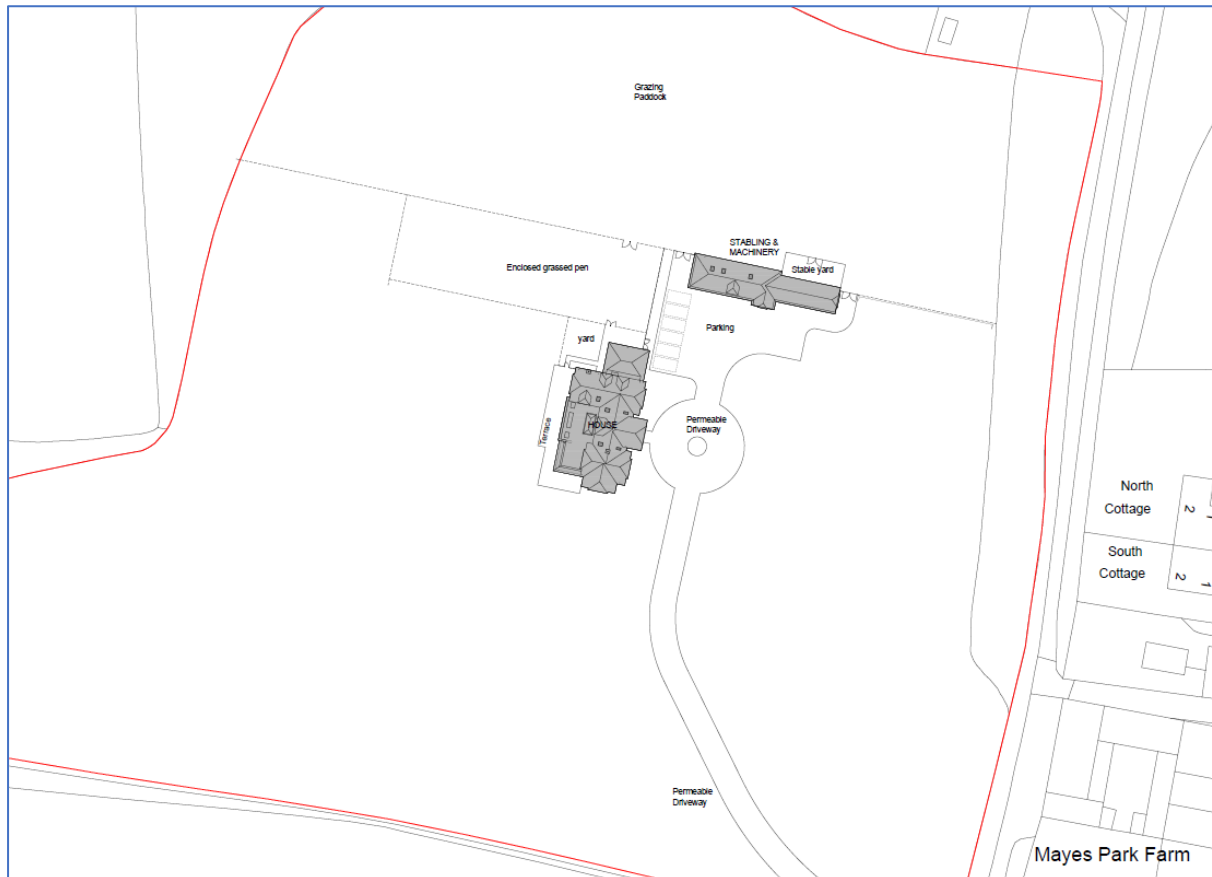 Grazing
Paddock
STABLING &
MACHINERY
Stable yard
Enclosed grassed pen
Parking
yard
Terrace
HOUSE
Permeable
Driveway
North
Cottage
2
1
South
Cottage
2
1
Permeable
Driveway
Mayes Park Farm